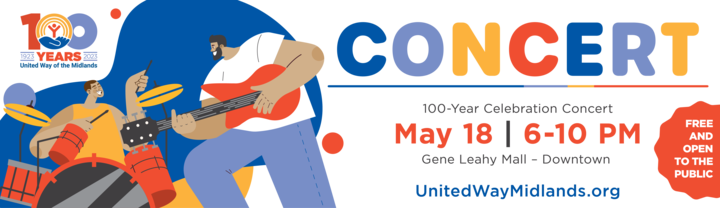 100
1923 YEARS 2023
United Way of the Midlands
CONCERT
100-Year Celebration Concert
May 18 | 6-10 PM
Gene Leahy Mall – Downtown
UnitedWayMidlands.org
FREE
AND
OPEN
TO THE
PUBLIC